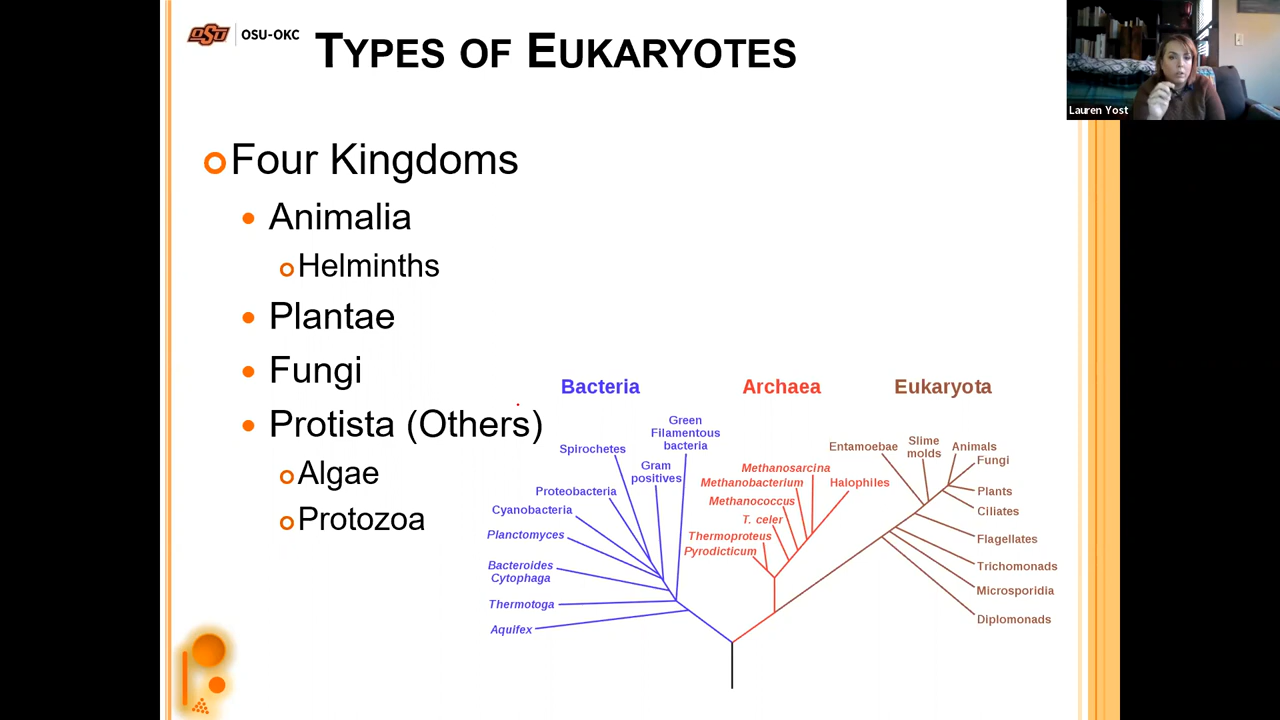 OSU OSU-OKC
TYPES OF EUKARYOTES
Lauren Yost
Four Kingdoms
Animalia
Helminths
Plantae
Fungi
Protista (Others)
Algae
Protozoa
Bacteria
Archaea
Eukaryota
Green
Filamentous
bacteria
Spirochetes
Gram
positives
Proteobacteria
Cyanobacteria
Planctomyces
Bacteroides
Cytophaga
Thermotoga
Aquifex
Methanosarcina
Methanobacterium
Halophiles
Methanococcus
T. celer
Thermoproteus
Pyrodicticum
Entamoebae
Slime
molds
Animals
Fungi
Plants
Ciliates
Flagellates
Trichomonads
Microsporidia
Diplomonads